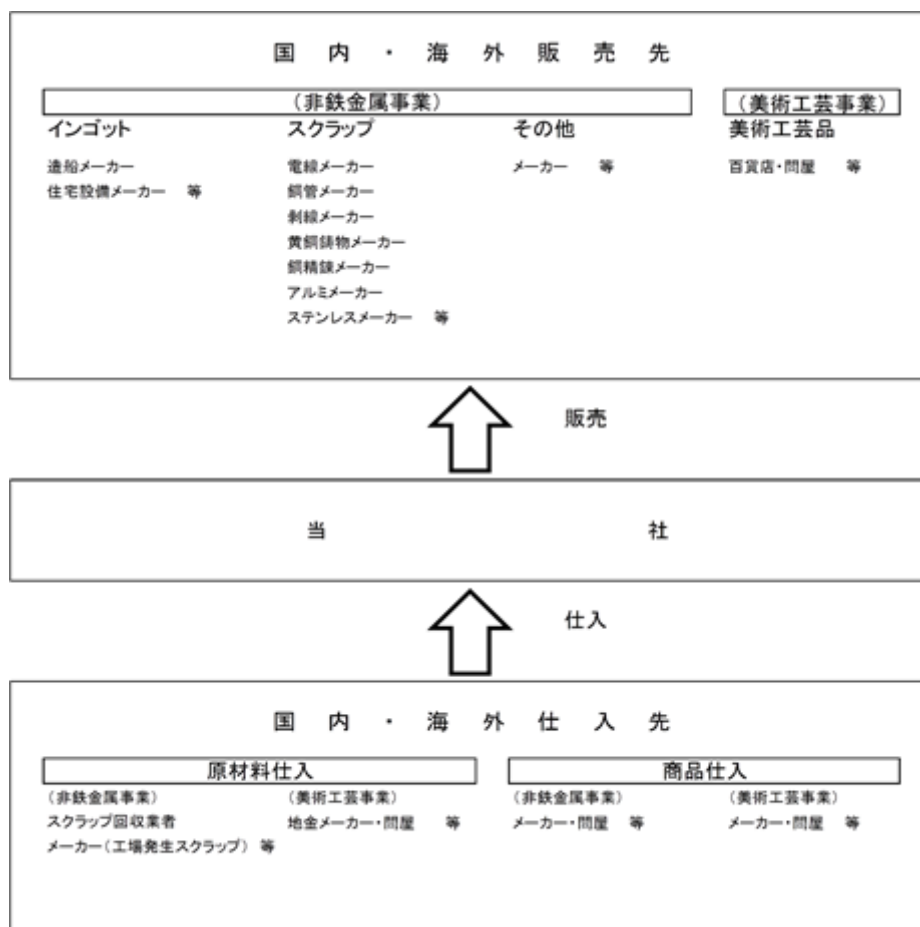 国内・海外販売先
(非鉄金属事業) (美術工芸事業)
インゴット スクラップ その他 美術工芸品
造船メーカー 電線メーカー メーカー 等 百貨店・問屋 等
住宅設備メーカー 等 銅管メーカー
剥線メーカー
黄銅鋳物メーカー
銅精錬メーカー
アルミメーカー
ステンレスメーカー 等
販売
当社
仕入
国内・海外仕入先
原材料仕入 商品仕入
(非鉄金属事業) (美術工芸事業) (非鉄金属事業) (美術工芸事業)
スクラップ回収業者 地金メーカー・問屋 等 メーカー・問屋 等 メーカー・問屋 等
メーカー(工場発生スクラップ) 等